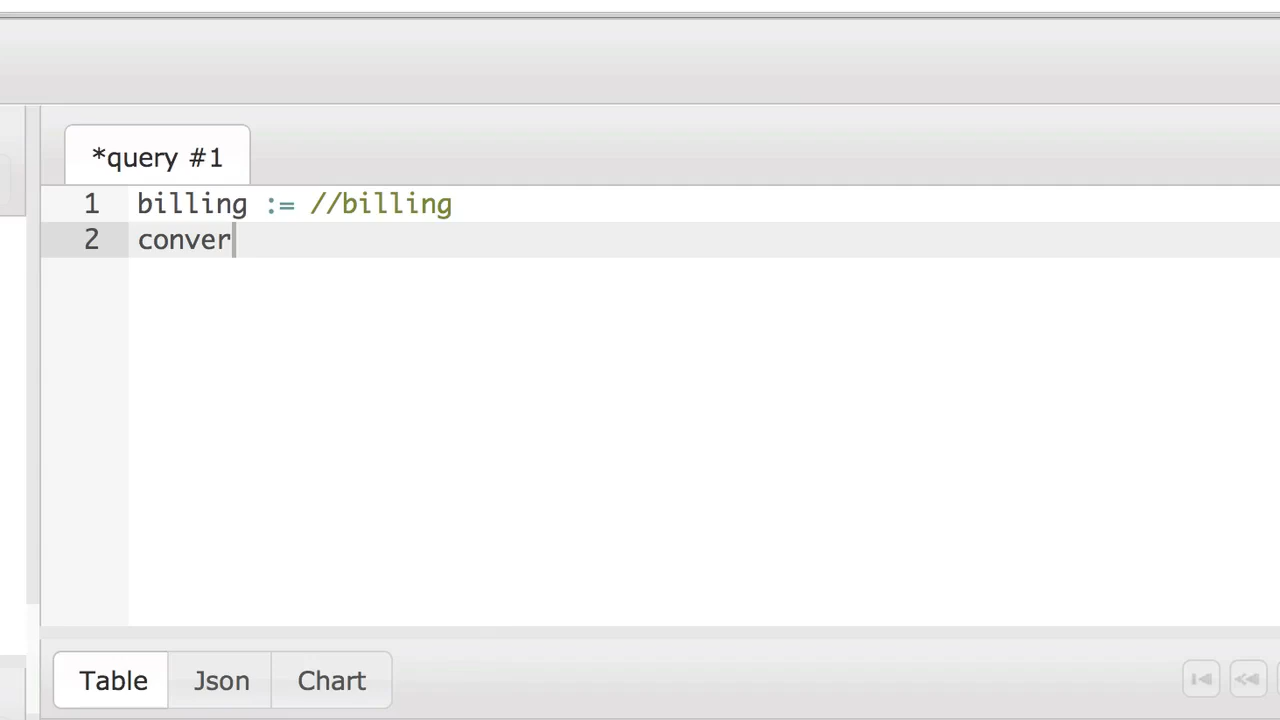 *query #1
1 billing := //billing
2 conver
Table Json Chart